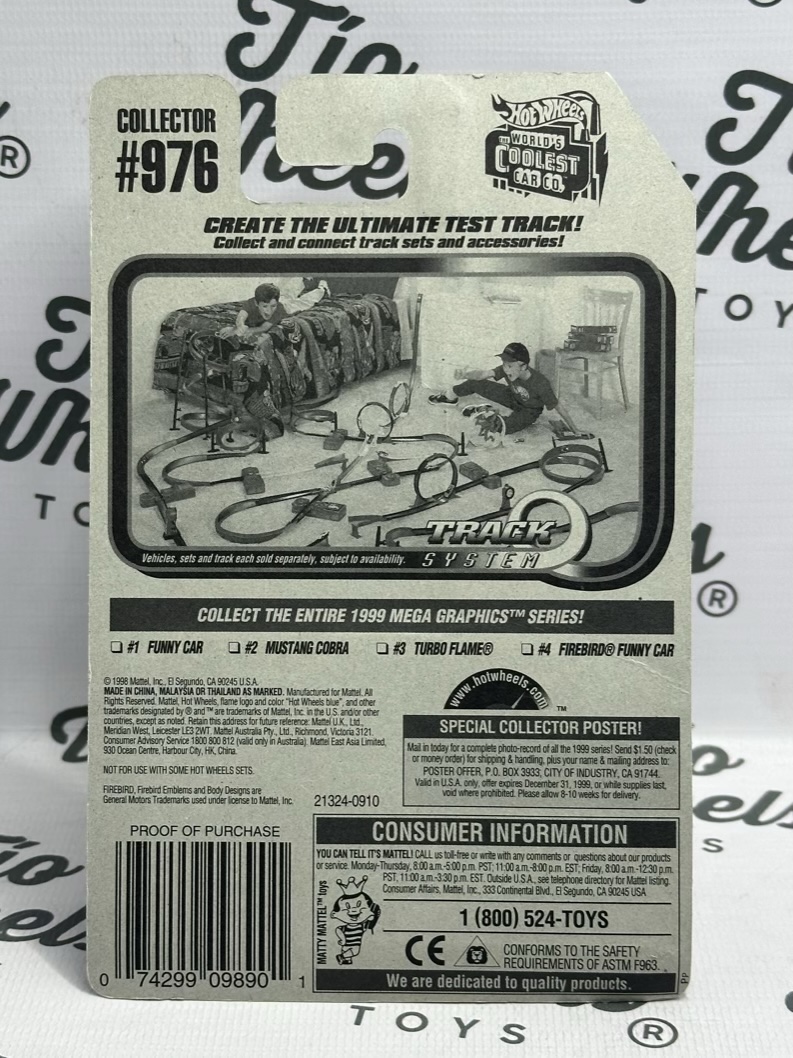 COLLECTOR
#976
Hot Wheels
THE WORLD'S
COOLEST
CAR CO.
CREATE THE ULTIMATE TEST TRACK!
Collect and connect track sets and accessories!
TRACK
SYSTEM
Vehicles, sets and track each sold separately, subject to availability.
COLLECT THE ENTIRE 1999 MEGA GRAPHICS™ SERIES!
#1 FUNNY CAR #2 MUSTANG COBRA #3 TURBO FLAME® #4 FIREBIRD® FUNNY CAR
© 1998 Mattel, Inc., El Segundo, CA 90245 U.S.A.
MADE IN CHINA, MALAYSIA OR THAILAND AS MARKED. Manufactured for Mattel. All
Rights Reserved. Mattel, Hot Wheels, flame logo and color "Hot Wheels blue", and other
trademarks designated by ® and ™ are trademarks of Mattel, Inc. in the U.S. and/or other
countries, except as noted. Retain this address for future reference: Mattel U.K., Ltd.,
Meridian West, Leicester LE3 2WT. Mattel Australia Pty., Ltd., Richmond, Victoria 3121.
Consumer Advisory Service 1800 800 812 (valid only in Australia). Mattel East Asia Limited,
930 Ocean Centre, Harbour City, HK, China.
NOT FOR USE WITH SOME HOT WHEELS SETS.
FIREBIRD, Firebird Emblems and Body Designs are
General Motors Trademarks used under license to Mattel, Inc.
21324-0910
www.hotwheels.com ™
SPECIAL COLLECTOR POSTER!
Mail in today for a complete photo-record of all the 1999 series! Send $1.50 (check
or money order) for shipping & handling, plus your name & mailing address to:
POSTER OFFER, P.O. BOX 3933, CITY OF INDUSTRY, CA 91744.
Valid in U.S.A. only, offer expires December 31, 1999, or while supplies last,
void where prohibited. Please allow 8-10 weeks for delivery.
PROOF OF PURCHASE
0 74299 09890 1
CONSUMER INFORMATION
YOU CAN TELL IT'S MATTEL! CALL us toll-free or write with any comments or questions about our products
or service. Monday-Thursday, 8:00 a.m.-5:00 p.m. PST; 11:00 a.m.-8:00 p.m. EST; Friday, 8:00 a.m.-12:30 p.m.
PST, 11:00 a.m.-3:30 p.m. EST. Outside U.S.A., see telephone directory for Mattel listing.
Consumer Affairs, Mattel, Inc., 333 Continental Blvd., El Segundo, CA 90245 USA
MATTY MATTEL™ toys
1 (800) 524-TOYS
CE
CONFORMS TO THE SAFETY
REQUIREMENTS OF ASTM F963.
We are dedicated to quality products.
PP
Tio
Wheels
TOYS ®